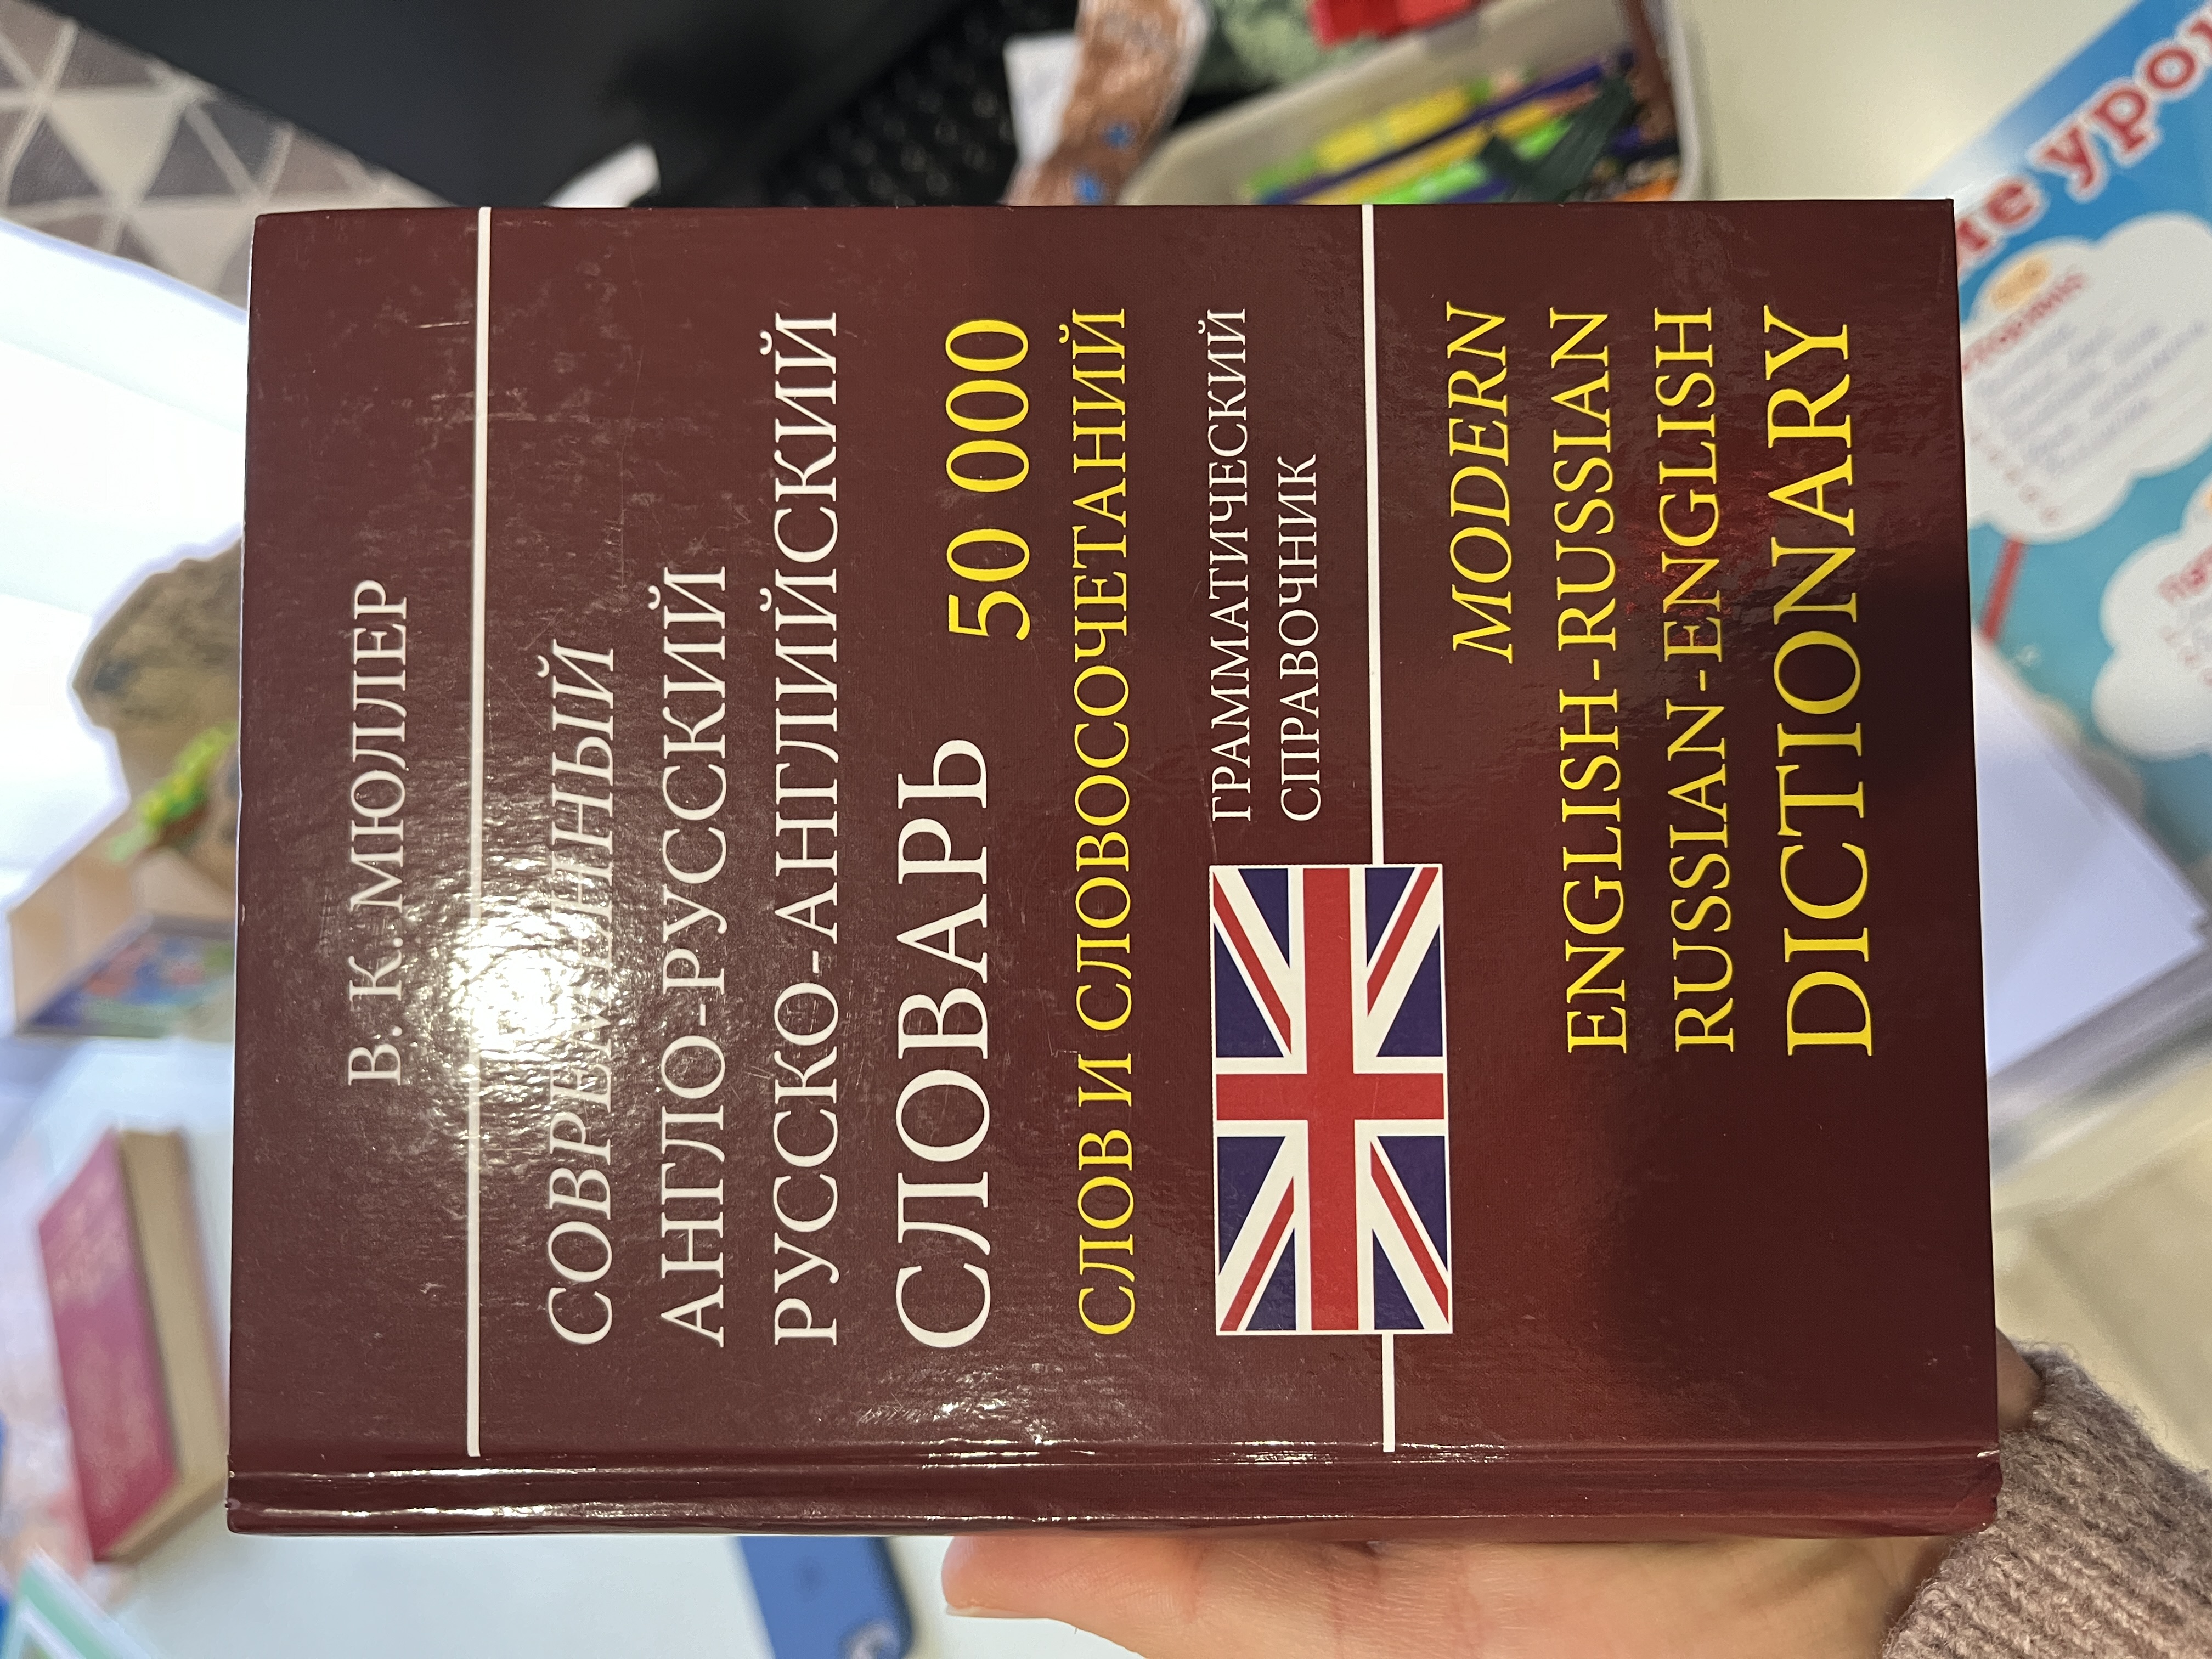 В. К. МЮЛЛЕР
СОВРЕМЕННЫЙ
АНГЛО-РУССКИЙ
РУССКО-АНГЛИЙСКИЙ
СЛОВАРЬ 50 000
СЛОВ И СЛОВОСОЧЕТАНИЙ
ГРАММАТИЧЕСКИЙ
СПРАВОЧНИК
MODERN
ENGLISH-RUSSIAN
RUSSIAN-ENGLISH
DICTIONARY